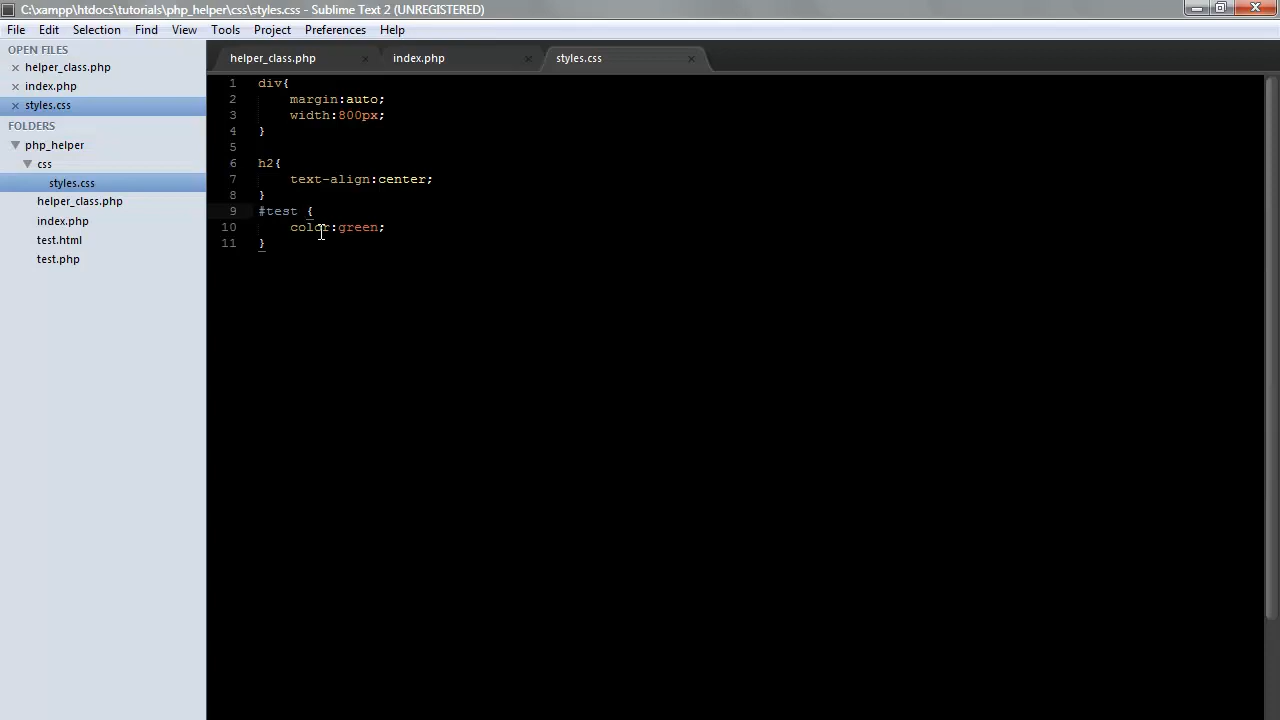 C:\xampp\htdocs\tutorials\php_helper\css\styles.css - Sublime Text 2 (UNREGISTERED)
File Edit Selection Find View Tools Project Preferences Help
OPEN FILES
helper_class.php
index.php
styles.css
FOLDERS
php_helper
css
styles.css
helper_class.php
index.php
test.html
test.php
helper_class.php index.php styles.css
1 div{
2 margin:auto;
3 width:800px;
4 }
5
6 h2{
7 text-align:center;
8 }
9 #test {
10 color:green;
11 }